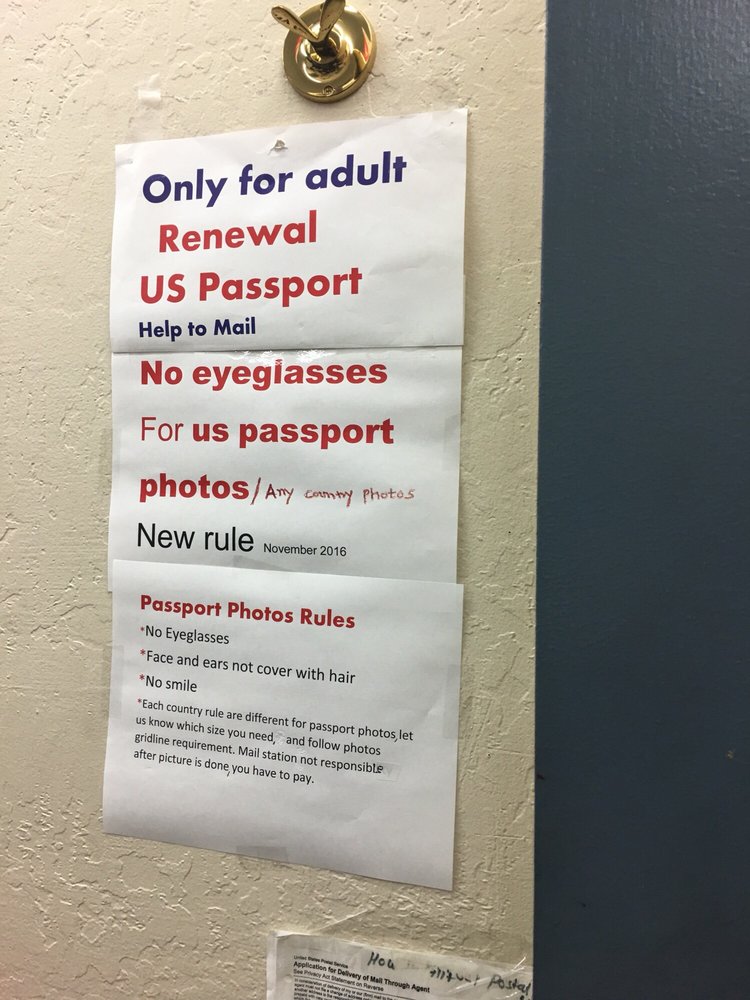 Only for adult
Renewal
US Passport
Help to Mail
No eyeglasses
For us passport
photos/Any country photos
New rule November 2016
Passport Photos Rules
*No Eyeglasses
*Face and ears not cover with hair
*No smile
*Each country rule are different for passport photos, let
us know which size you need, and follow photos
gridline requirement. Mail station not responsible
after picture is done, you have to pay.
United States Postal Service
Application for Delivery of Mail Through Agent
See Privacy Act Statement on Reverse